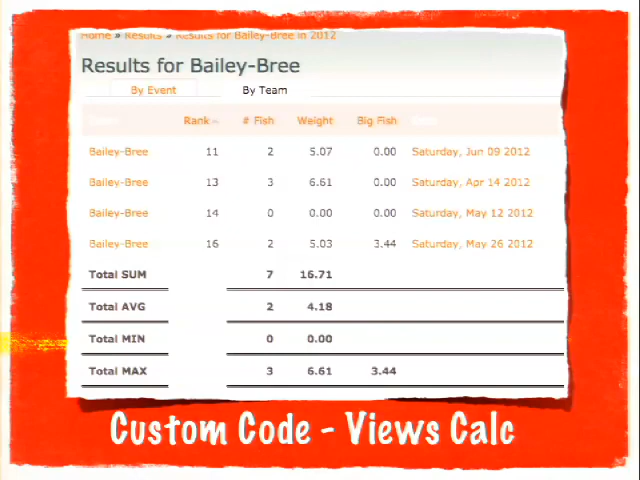 Home » Results » Results for Bailey-Bree in 2012
Results for Bailey-Bree
By Event By Team
Rank # Fish Weight Big Fish
Bailey-Bree 11 2 5.07 0.00 Saturday, Jun 09 2012
Bailey-Bree 13 3 6.61 0.00 Saturday, Apr 14 2012
Bailey-Bree 14 0 0.00 0.00 Saturday, May 12 2012
Bailey-Bree 16 2 5.03 3.44 Saturday, May 26 2012
Total SUM 7 16.71
Total AVG 2 4.18
Total MIN 0 0.00
Total MAX 3 6.61 3.44
Custom Code - Views Calc